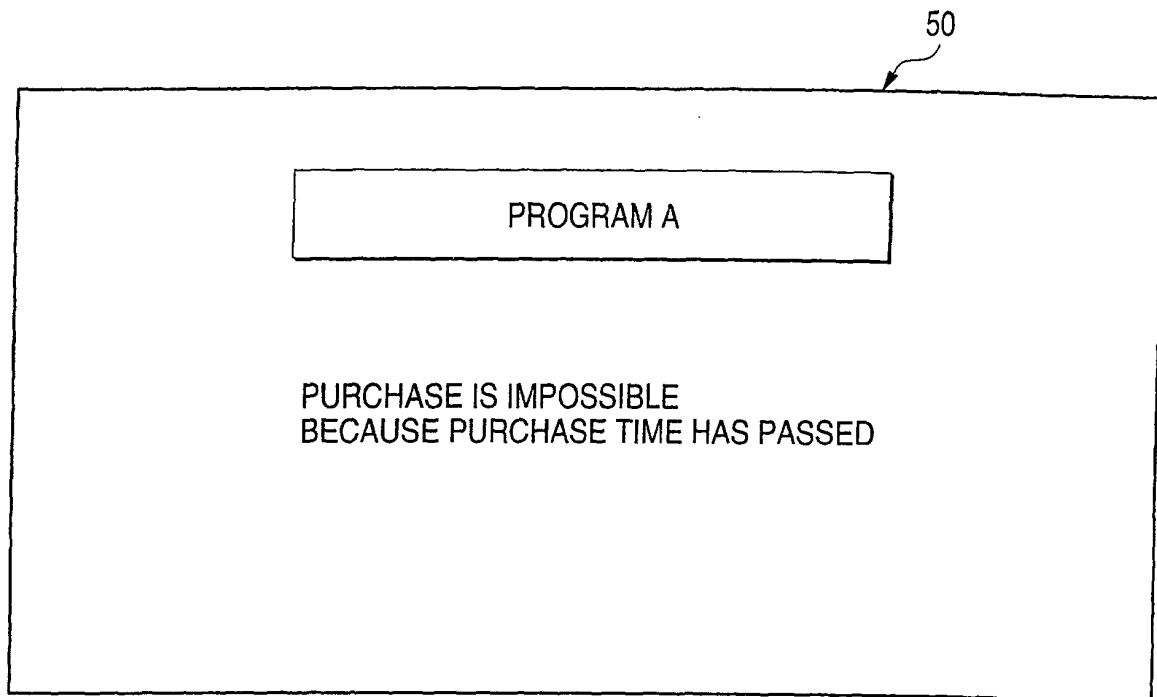 50
PROGRAM A
PURCHASE IS IMPOSSIBLE
BECAUSE PURCHASE TIME HAS PASSED